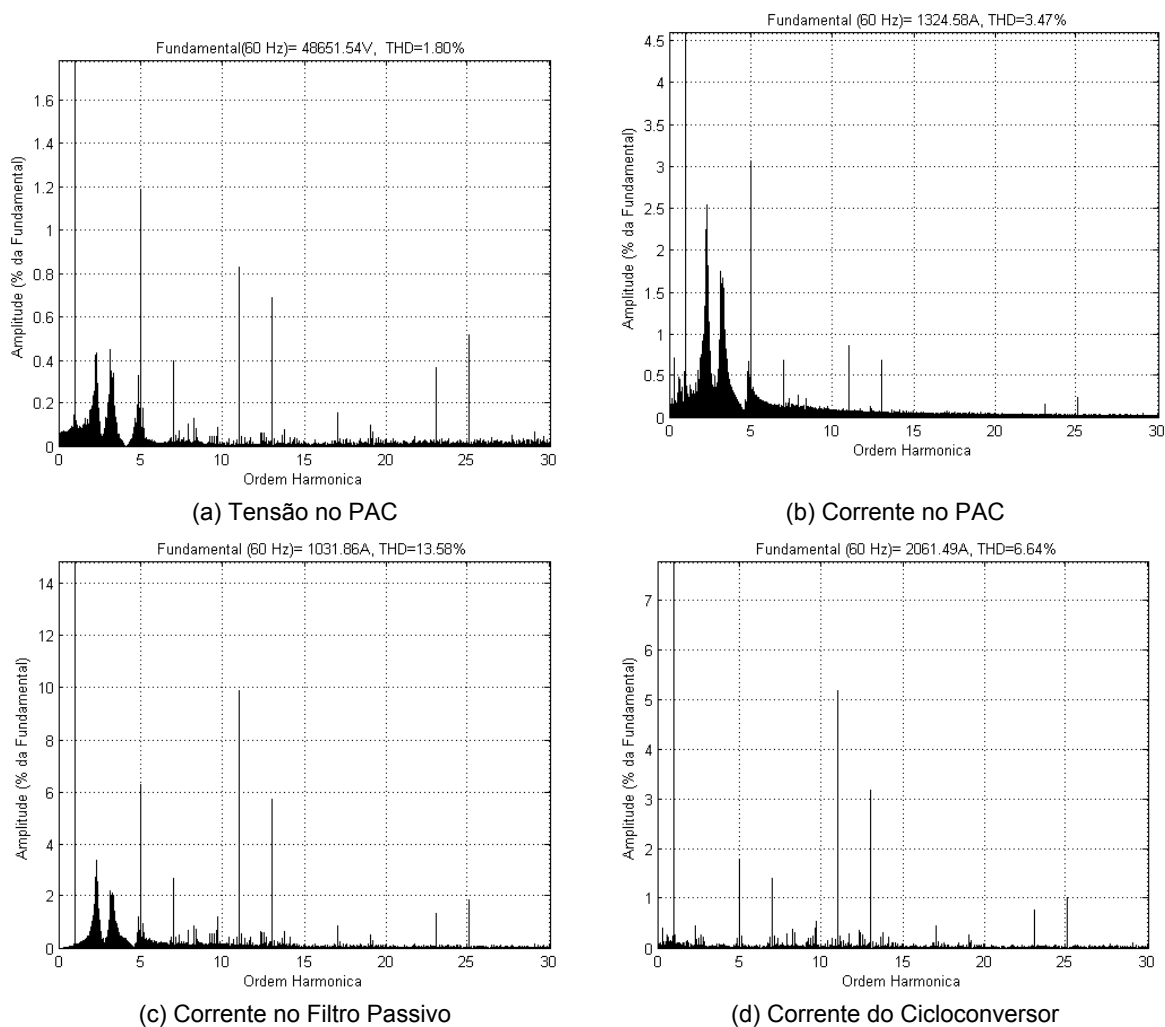 Fundamental(60 Hz)= 48651.54V, THD=1.80%
Amplitude (% da Fundamental)
1.6
1.4
1.2
1
0.8
0.6
0.4
0.2
0
0 5 10 15 20 25 30
Ordem Harmonica
(a) Tensão no PAC
Fundamental (60 Hz)= 1324.58A, THD=3.47%
Amplitude (% da Fundamental)
4.5
4
3.5
3
2.5
2
1.5
1
0.5
0
0 5 10 15 20 25 30
Ordem Harmonica
(b) Corrente no PAC
Fundamental (60 Hz)= 1031.86A, THD=13.58%
Amplitude (% da Fundamental)
14
12
10
8
6
4
2
0
0 5 10 15 20 25 30
Ordem Harmonica
(c) Corrente no Filtro Passivo
Fundamental (60 Hz)= 2061.49A, THD=6.64%
Amplitude (% da Fundamental)
7
6
5
4
3
2
1
0
0 5 10 15 20 25 30
Ordem Harmonica
(d) Corrente do Cicloconversor